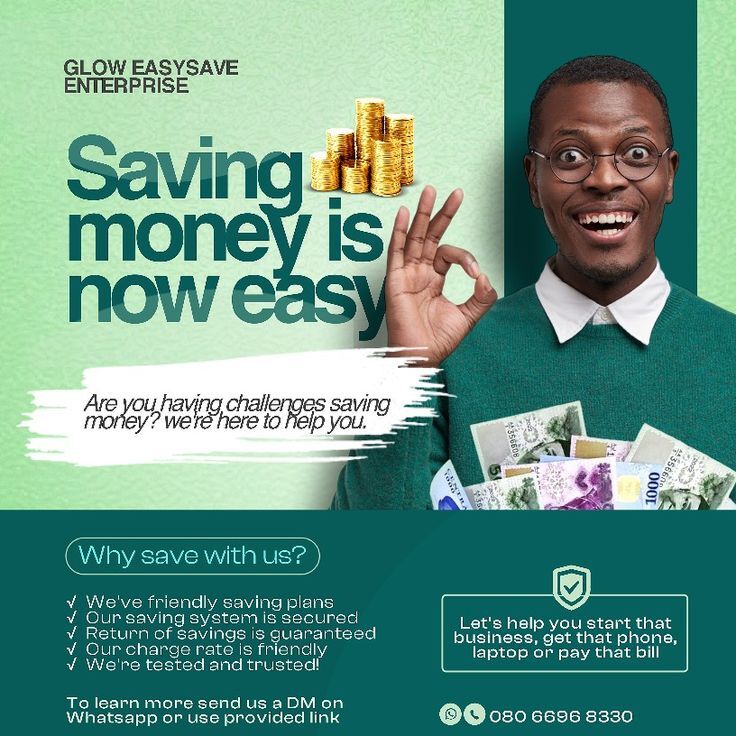 GLOW EASYSAVE
ENTERPRISE
Saving
money is
now easy
Are you having challenges saving
money? we're here to help you.
1000
Why save with us?
√ We've friendly saving plans
√ Our saving system is secured
√ Return of savings is guaranteed
√ Our charge rate is friendly
√ We're tested and trusted!
Let's help you start that
business, get that phone,
laptop or pay that bill
To learn more send us a DM on
Whatsapp or use provided link
080 6696 8330